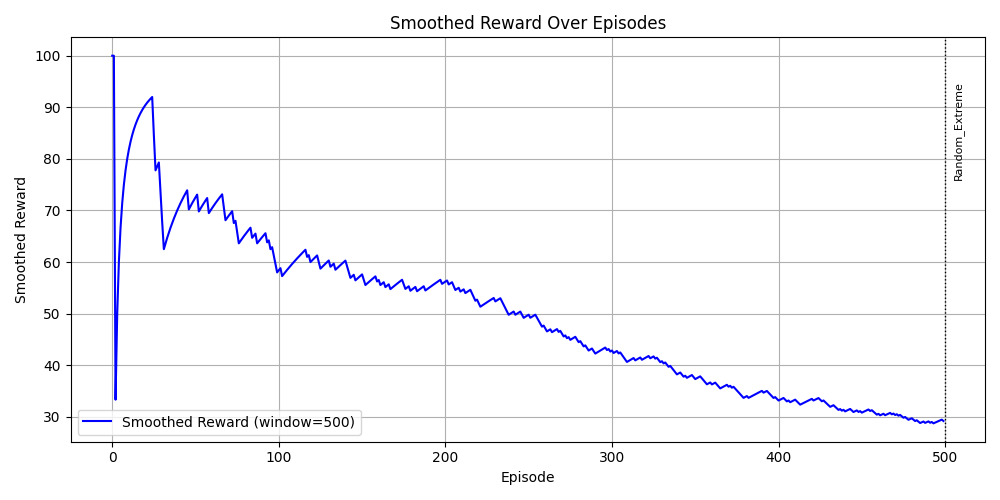 Smoothed Reward Over Episodes
Smoothed Reward
100
90
80
70
60
50
40
30
Random_Extreme
Smoothed Reward (window=500)
0
100
200
300
400
500
Episode